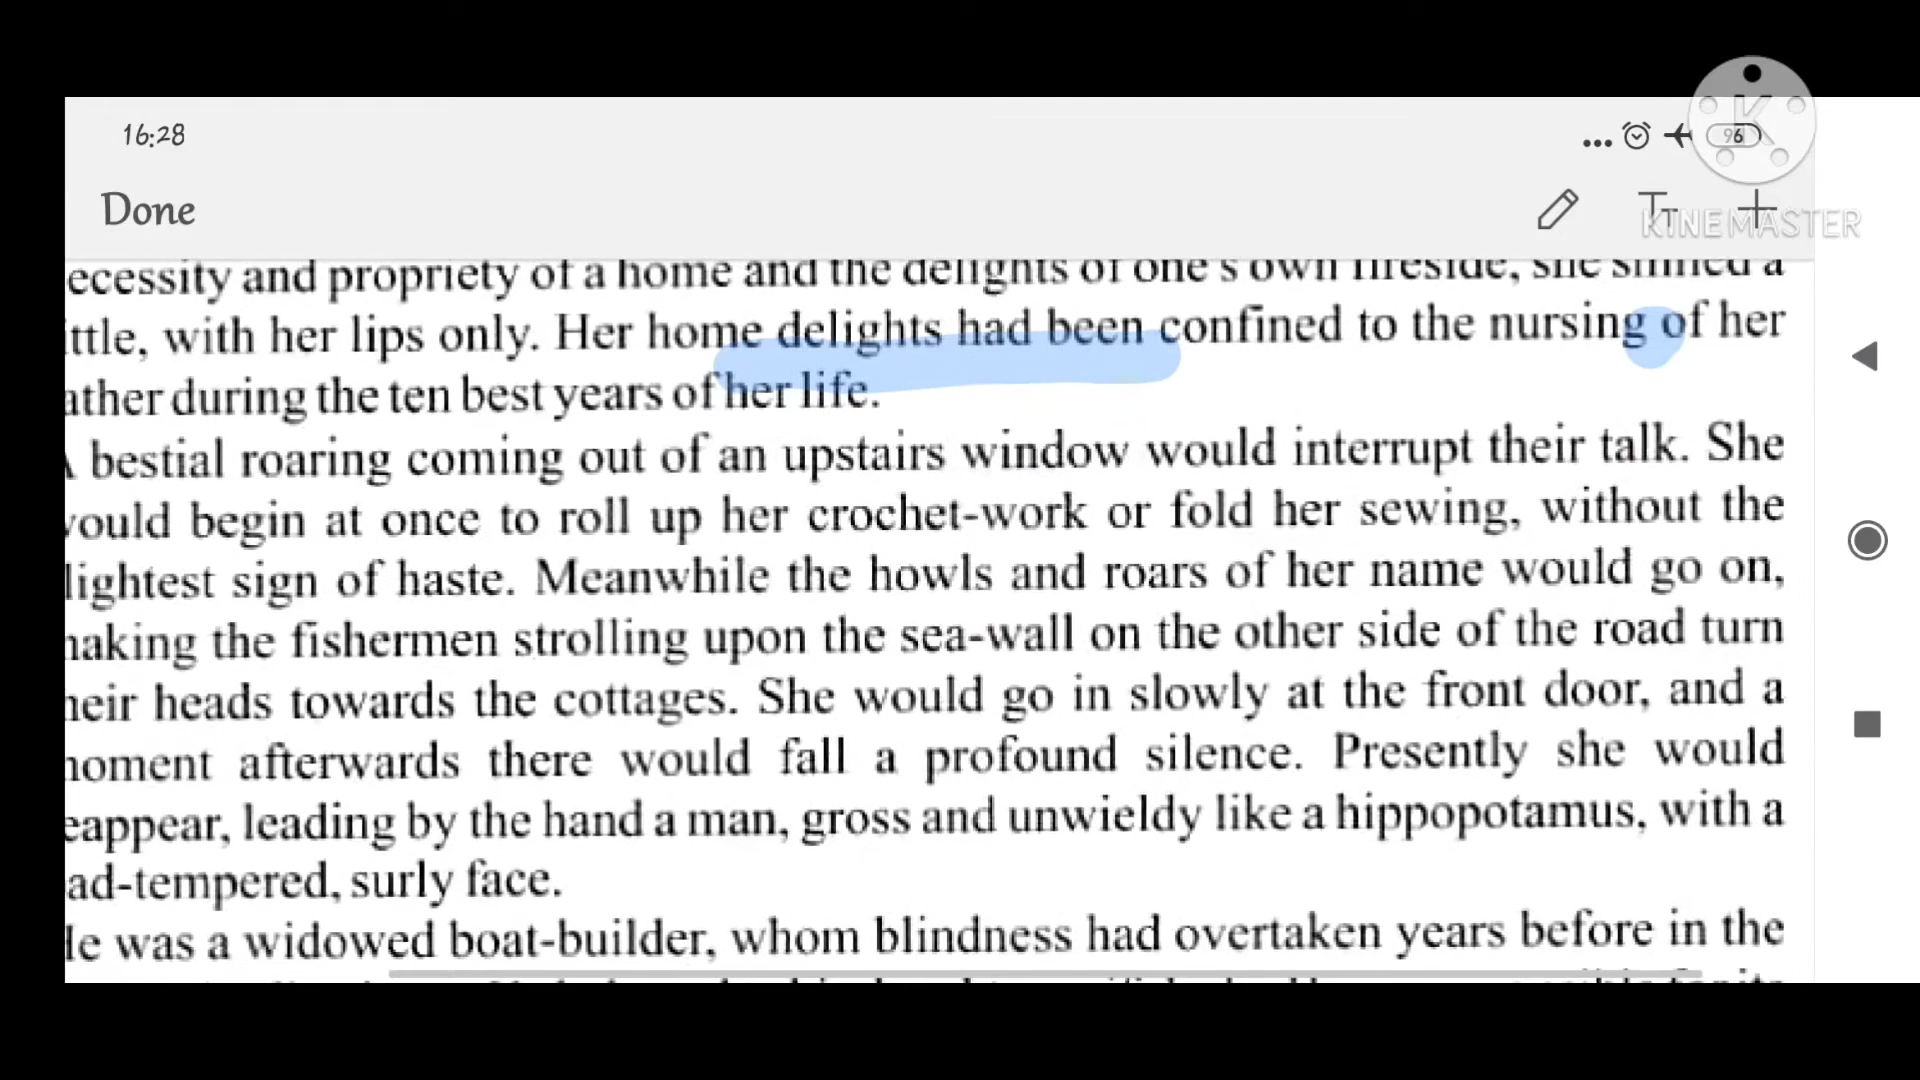 16:28
96
K
Done
KINEMASTER
ecessity and propriety of a home and the delights of one's own fireside, she smiled a
ittle, with her lips only. Her home delights had been confined to the nursing of her
ather during the ten best years of her life.
A bestial roaring coming out of an upstairs window would interrupt their talk. She
ould begin at once to roll up her crochet-work or fold her sewing, without the
lightest sign of haste. Meanwhile the howls and roars of her name would go on,
naking the fishermen strolling upon the sea-wall on the other side of the road turn
heir heads towards the cottages. She would go in slowly at the front door, and a
noment afterwards there would fall a profound silence. Presently she would
eappear, leading by the hand a man, gross and unwieldy like a hippopotamus, with a
ad-tempered, surly face.
He was a widowed boat-builder, whom blindness had overtaken years before in the